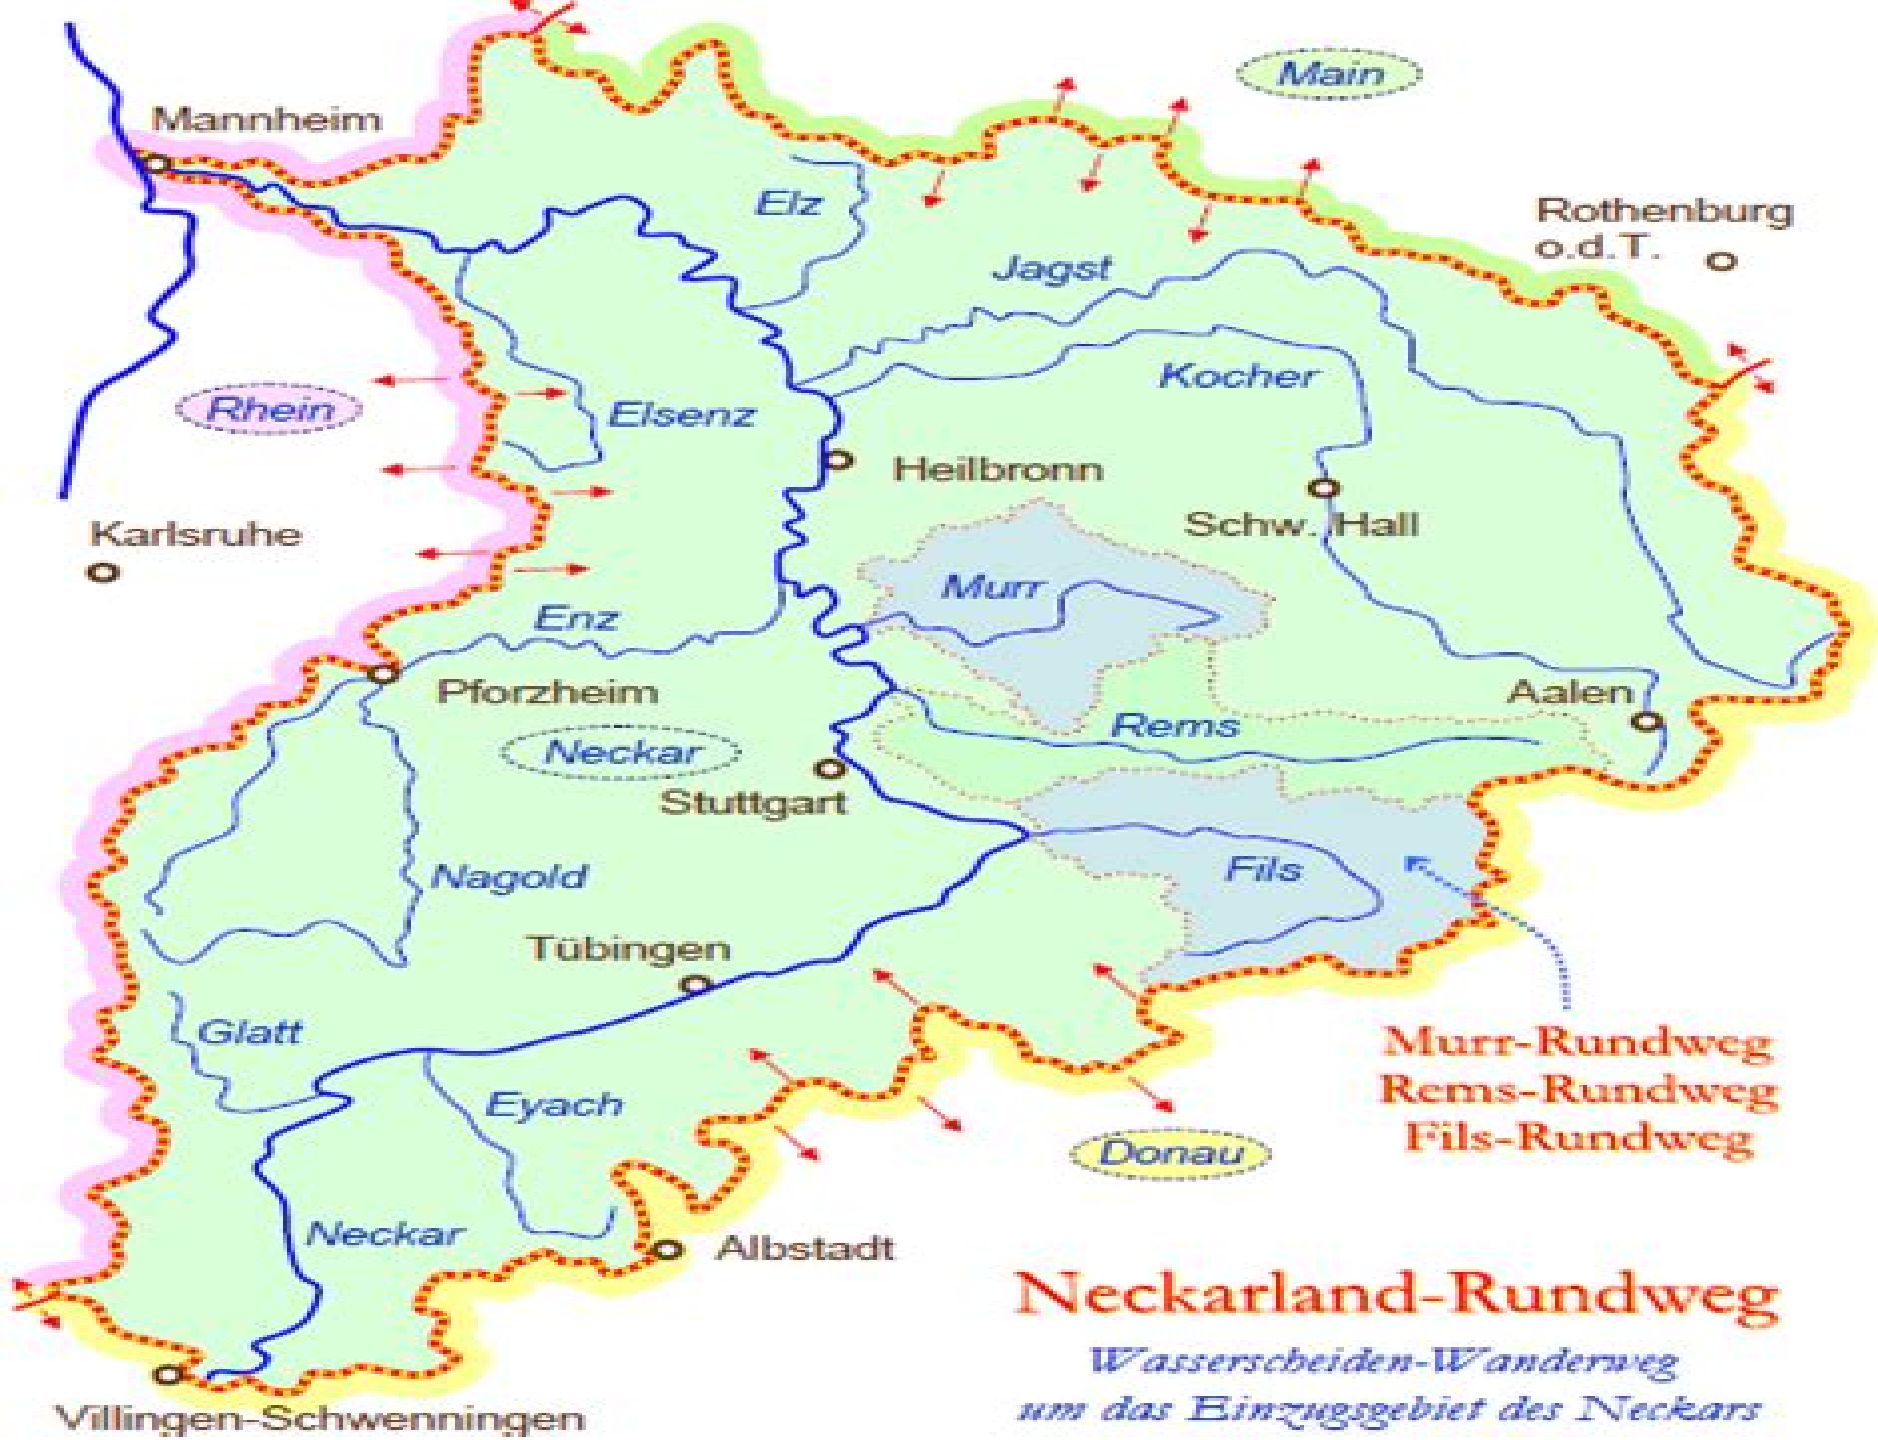 Main
Mannheim
Elz
Rothenburg
o.d.T.
Jagst
Kocher
Rhein
Elsenz
Heilbronn
Schw. Hall
Karlsruhe
Murr
Enz
Pforzheim
Aalen
Rems
Neckar
Stuttgart
Fils
Nagold
Tübingen
Glatt
Murr-Rundweg
Rems-Rundweg
Fils-Rundweg
Eyach
Donau
Neckar
Albstadt
Neckarland-Rundweg
Wasserscheiden-Wanderweg
um das Einzugsgebiet des Neckars
Villingen-Schwenningen